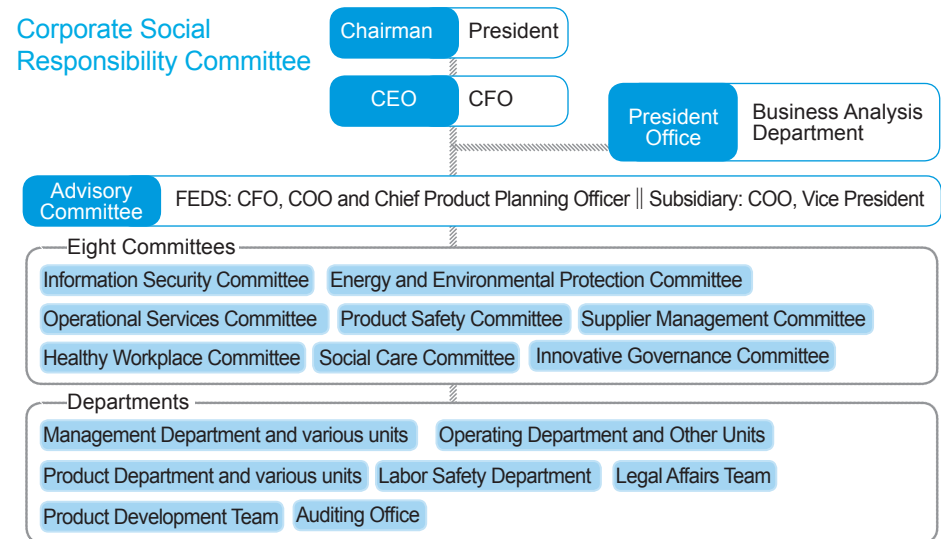 Corporate Social
Responsibility Committee
Chairman President
CEO CFO
President
Office
Business Analysis
Department
Advisory
Committee
FEDS: CFO, COO and Chief Product Planning Officer || Subsidiary: COO, Vice President
Eight Committees
Information Security Committee Energy and Environmental Protection Committee
Operational Services Committee Product Safety Committee Supplier Management Committee
Healthy Workplace Committee Social Care Committee Innovative Governance Committee
Departments
Management Department and various units Operating Department and Other Units
Product Department and various units Labor Safety Department Legal Affairs Team
Product Development Team Auditing Office